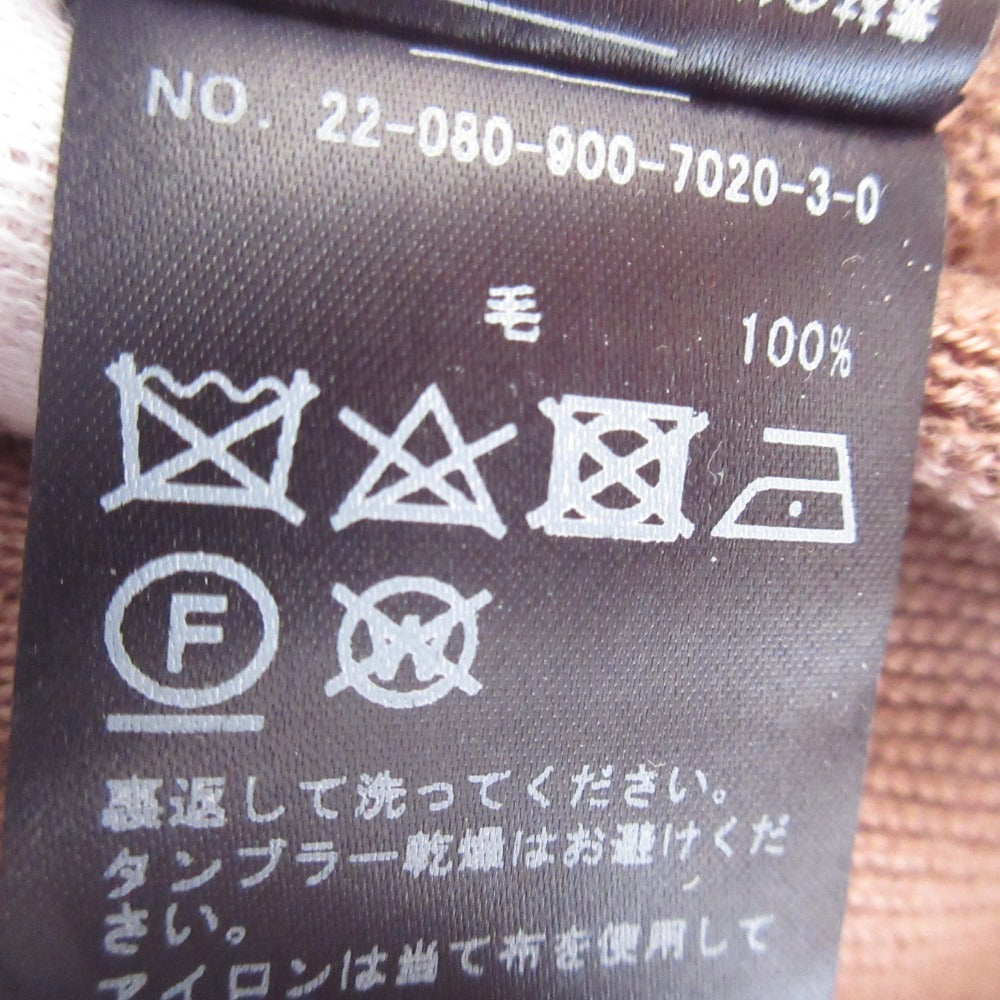 NO. 22-080-900-7020-3-0
毛 100%
F
W
裏返して洗ってください。
タンブラー乾燥はお避けくだ
さい。
アイロンは当て布を使用して